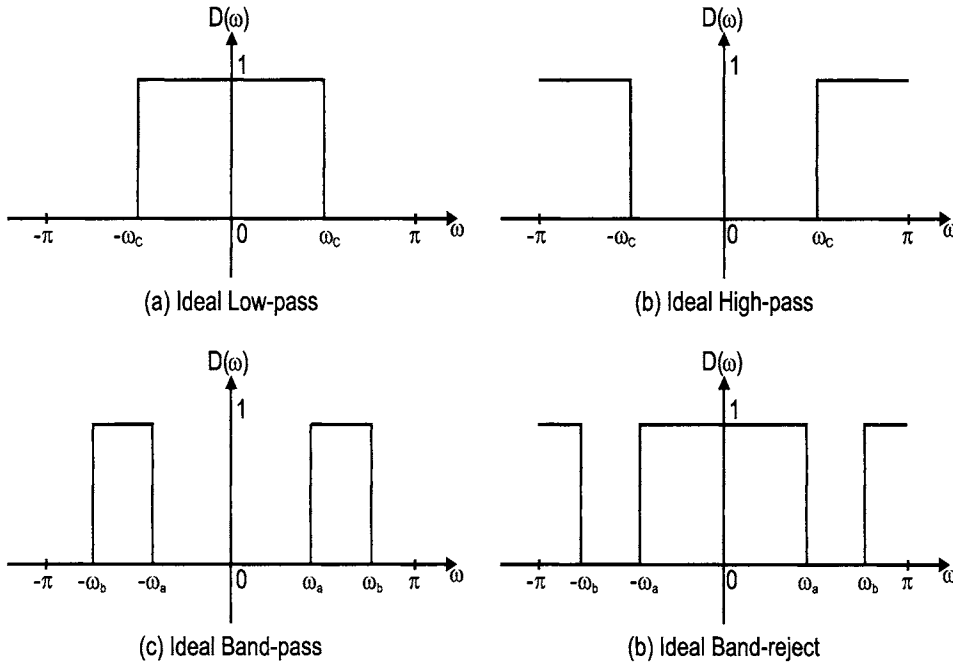 D(ω)
1
-π -ωc 0 ωc π ω
(a) Ideal Low-pass
D(ω)
1
-π -ωc 0 ωc π ω
(b) Ideal High-pass
D(ω)
1
-π -ωb -ωa 0 ωa ωb π ω
(c) Ideal Band-pass
D(ω)
1
-ωb -ωa 0 ωa ωb π ω
-π
(b) Ideal Band-reject